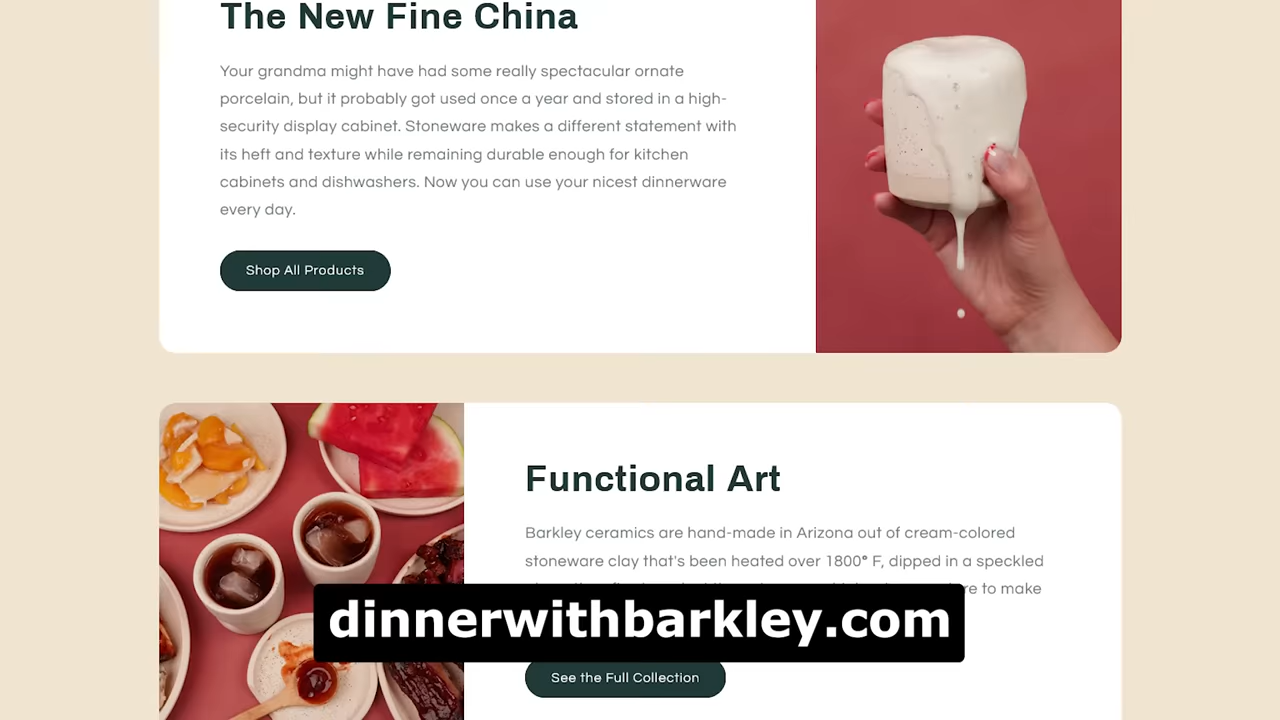 The New Fine China
Your grandma might have had some really spectacular ornate
porcelain, but it probably got used once a year and stored in a high-
security display cabinet. Stoneware makes a different statement with
its heft and texture while remaining durable enough for kitchen
cabinets and dishwashers. Now you can use your nicest dinnerware
every day.
Shop All Products
Functional Art
Barkley ceramics are hand-made in Arizona out of cream-colored
stoneware clay that's been heated over 1800° F, dipped in a speckled
to make
dinnerwithbarkley.com
See the Full Collection